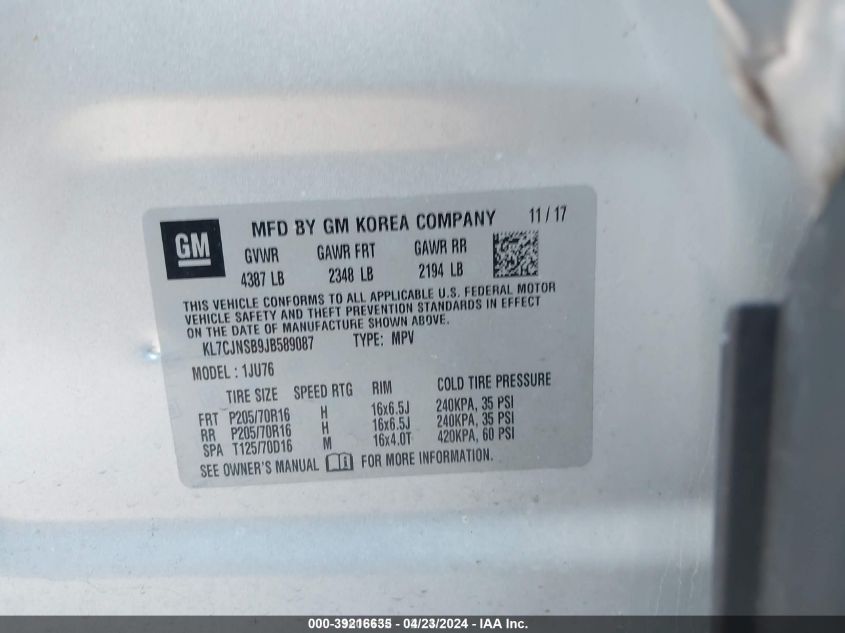 GM
MFD BY GM KOREA COMPANY 11 / 17
GVWR GAWR FRT GAWR RR
4387 LB 2348 LB 2194 LB
THIS VEHICLE CONFORMS TO ALL APPLICABLE U.S. FEDERAL MOTOR
VEHICLE SAFETY AND THEFT PREVENTION STANDARDS IN EFFECT
ON THE DATE OF MANUFACTURE SHOWN ABOVE.
KL7CJNSB9JB589087 TYPE: MPV
MODEL : 1JU76
TIRE SIZE SPEED RTG RIM COLD TIRE PRESSURE
FRT P205/70R16 H 16x6.5J 240KPA, 35 PSI
RR P205/70R16 H 16x6.5J 240KPA, 35 PSI
SPA T125/70D16 M 16x4.0T 420KPA, 60 PSI
SEE OWNER'S MANUAL FOR MORE INFORMATION.
000-39216635 - 04/23/2024 - IAA Inc.